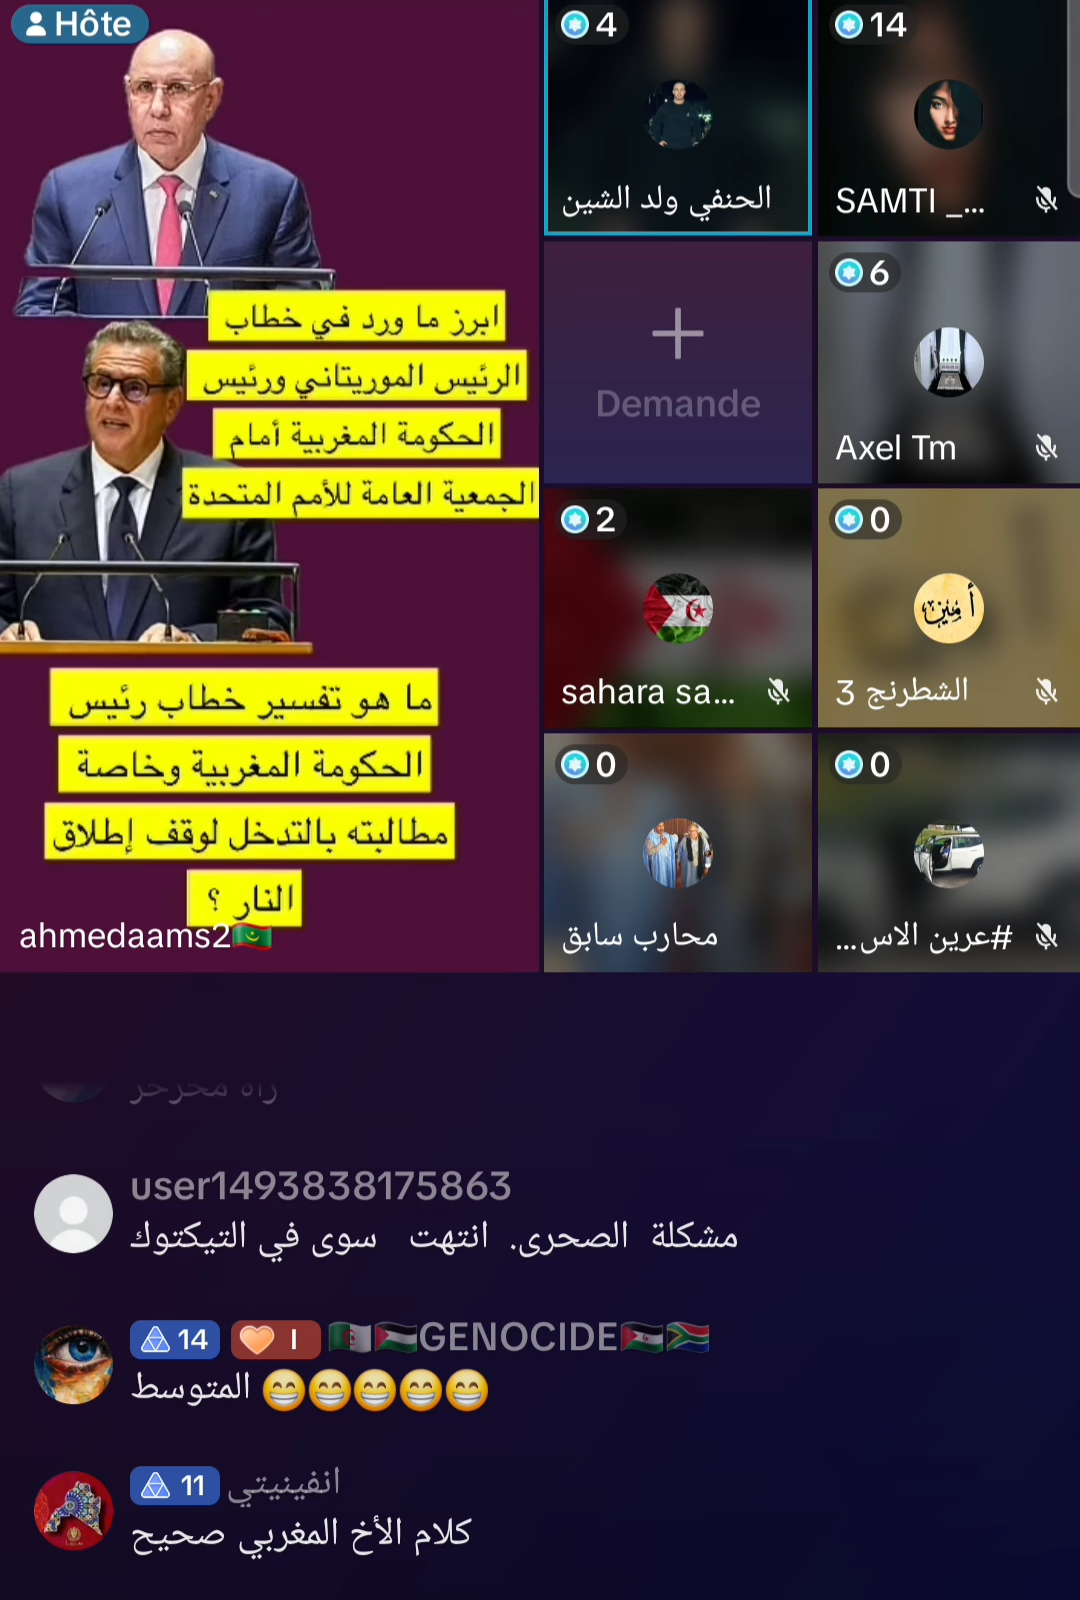 Hôte
ابرز ما ورد في خطاب
الرئيس الموريتاني ورئيس
الحكومة المغربية أمام
الجمعية العامة للأمم المتحدة
ما هو تفسير خطاب رئيس
الحكومة المغربية وخاصة
مطالبته بالتدخل لوقف إطلاق
النار ؟
ahmedaams2🇲🇷
4
الحنفي ولد الشين
14
SAMTI _...
Demande
6
Axel Tm
2
sahara sa...
0
أمين
الشطرنج 3
0
محارب سابق
0
#عرين الاس...
راه مخرخر
user1493838175863
مشكلة الصحرى. انتهت سوى في التيكتوك
14 I 🇩🇿🇵🇸GENOCIDE🇪🇭🇿🇦
المتوسط 😁😁😁😁😁
11 انفينيتي
كلام الأخ المغربي صحيح